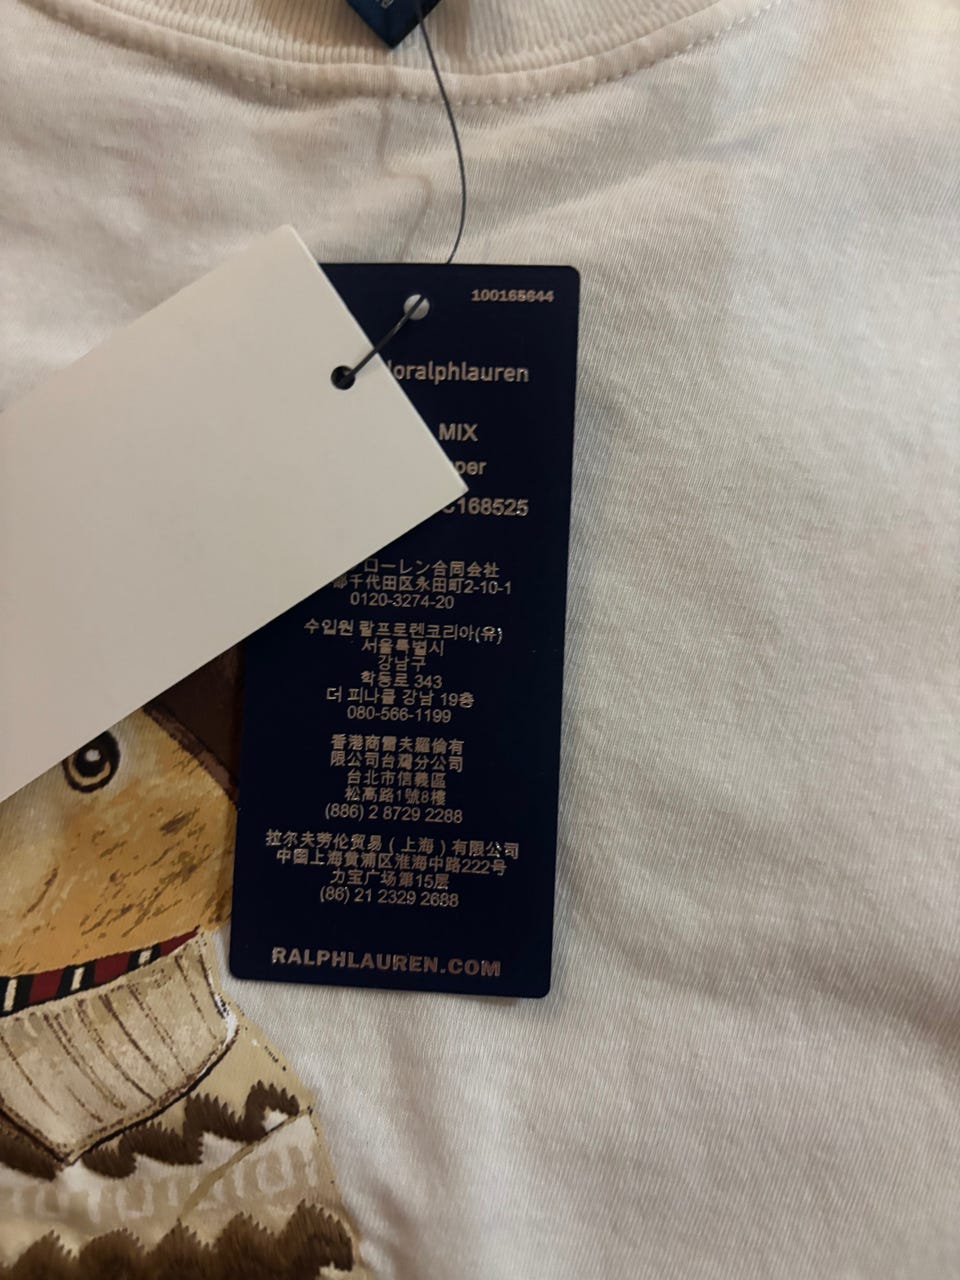 100165644
loralphlauren
MIX
per
C168525
ローレン合同会社
都千代田区永田町2-10-1
0120-3274-20
수입원 랄프로렌코리아(유)
서울특별시
강남구
학동로 343
더 피나클 강남 19층
080-566-1199
香港商雷夫羅倫有
限公司台灣分公司
台北市信義區
松高路1號8樓
(886) 2 8729 2288
拉尔夫劳伦贸易（上海）有限公司
中国上海黄浦区淮海中路222号
力宝广场第15层
(86) 21 2329 2688
RALPHLAUREN.COM